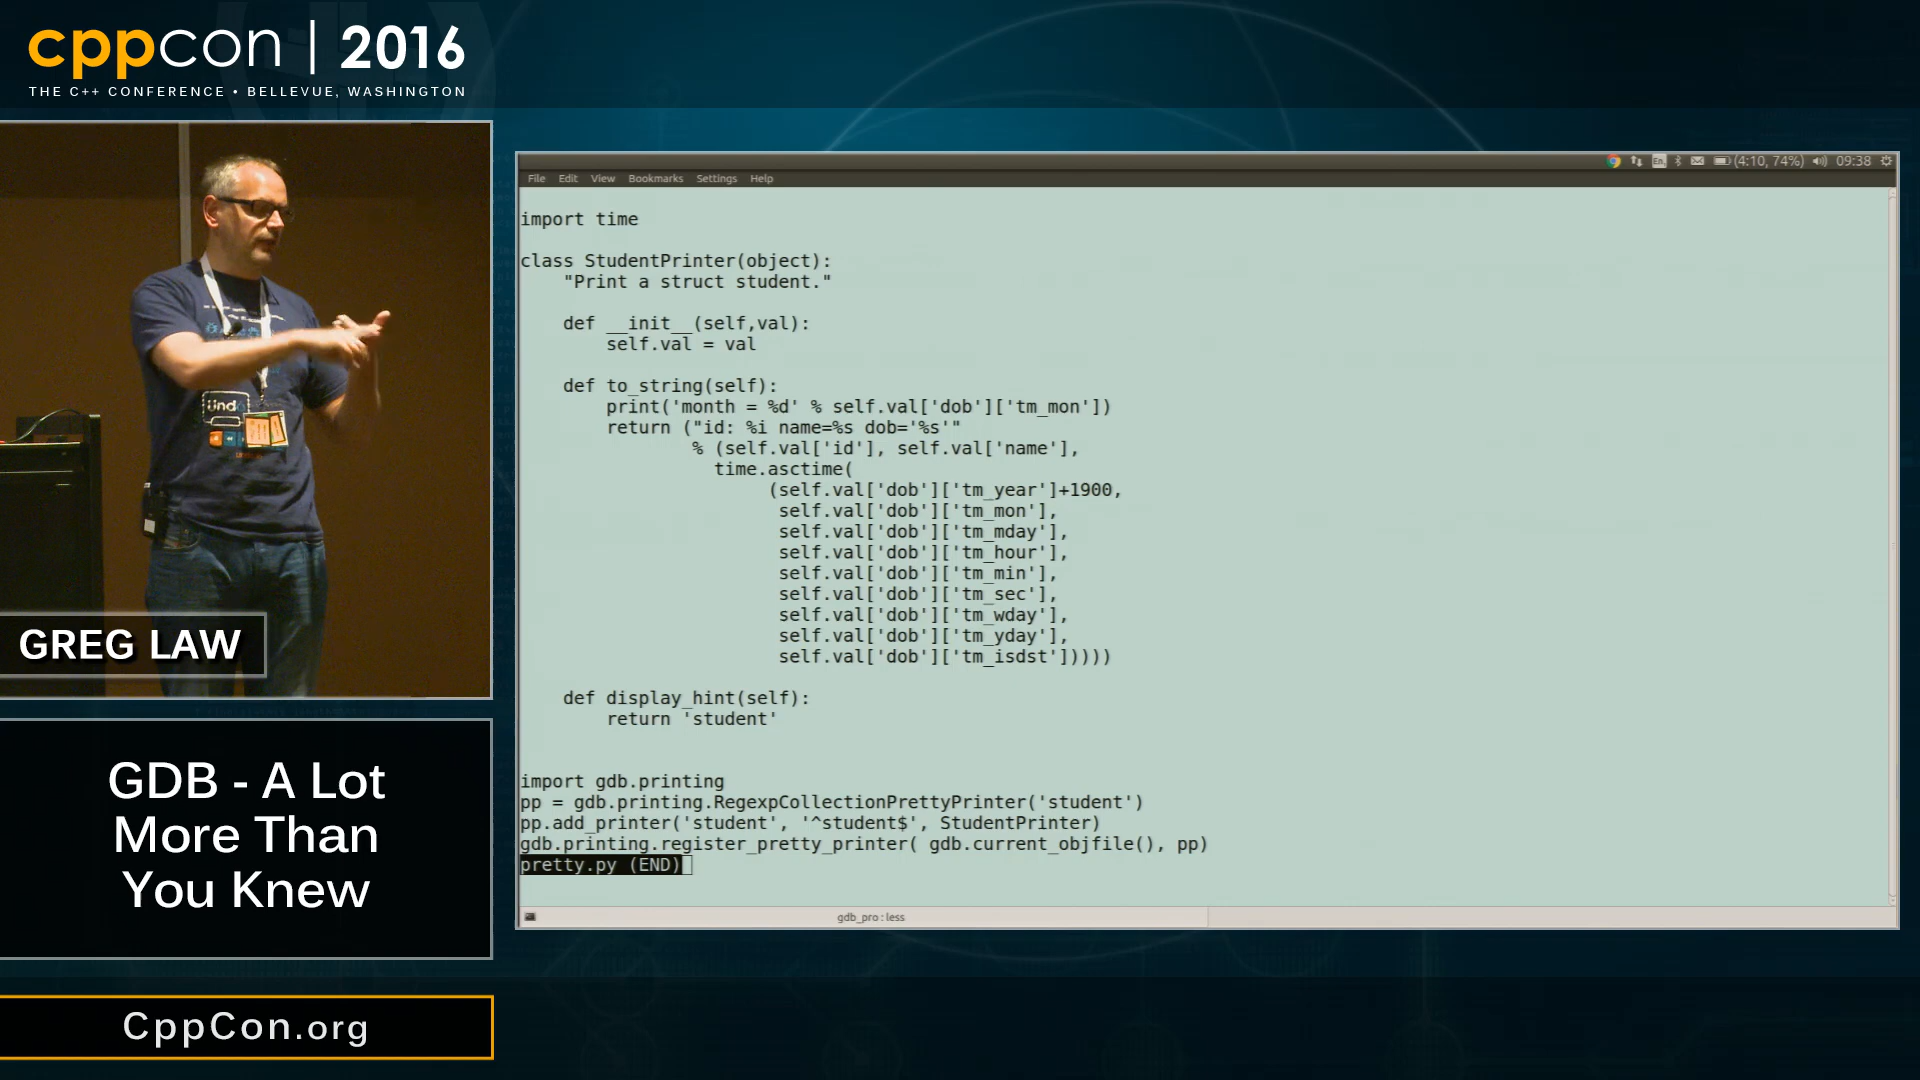 cppcon | 2016
THE C++ CONFERENCE • BELLEVUE, WASHINGTON
En
(4:10, 74%)
09:38
File Edit View Bookmarks Settings Help
import time
class StudentPrinter(object):
    "Print a struct student."
    def __init__(self,val):
        self.val = val
    def to_string(self):
        print('month = %d' % self.val['dob']['tm_mon'])
        return ("id: %i name=%s dob='%s'"
                % (self.val['id'], self.val['name'],
                  time.asctime(
                       (self.val['dob']['tm_year']+1900,
                        self.val['dob']['tm_mon'],
                        self.val['dob']['tm_mday'],
                        self.val['dob']['tm_hour'],
                        self.val['dob']['tm_min'],
                        self.val['dob']['tm_sec'],
                        self.val['dob']['tm_wday'],
                        self.val['dob']['tm_yday'],
                        self.val['dob']['tm_isdst']))))
    def display_hint(self):
        return 'student'
import gdb.printing
pp = gdb.printing.RegexpCollectionPrettyPrinter('student')
pp.add_printer('student', '^student$', StudentPrinter)
gdb.printing.register_pretty_printer( gdb.current_objfile(), pp)
pretty.py (END)
gdb_pro : less
Undo
GREG LAW
GDB - A Lot
More Than
You Knew
CppCon.org